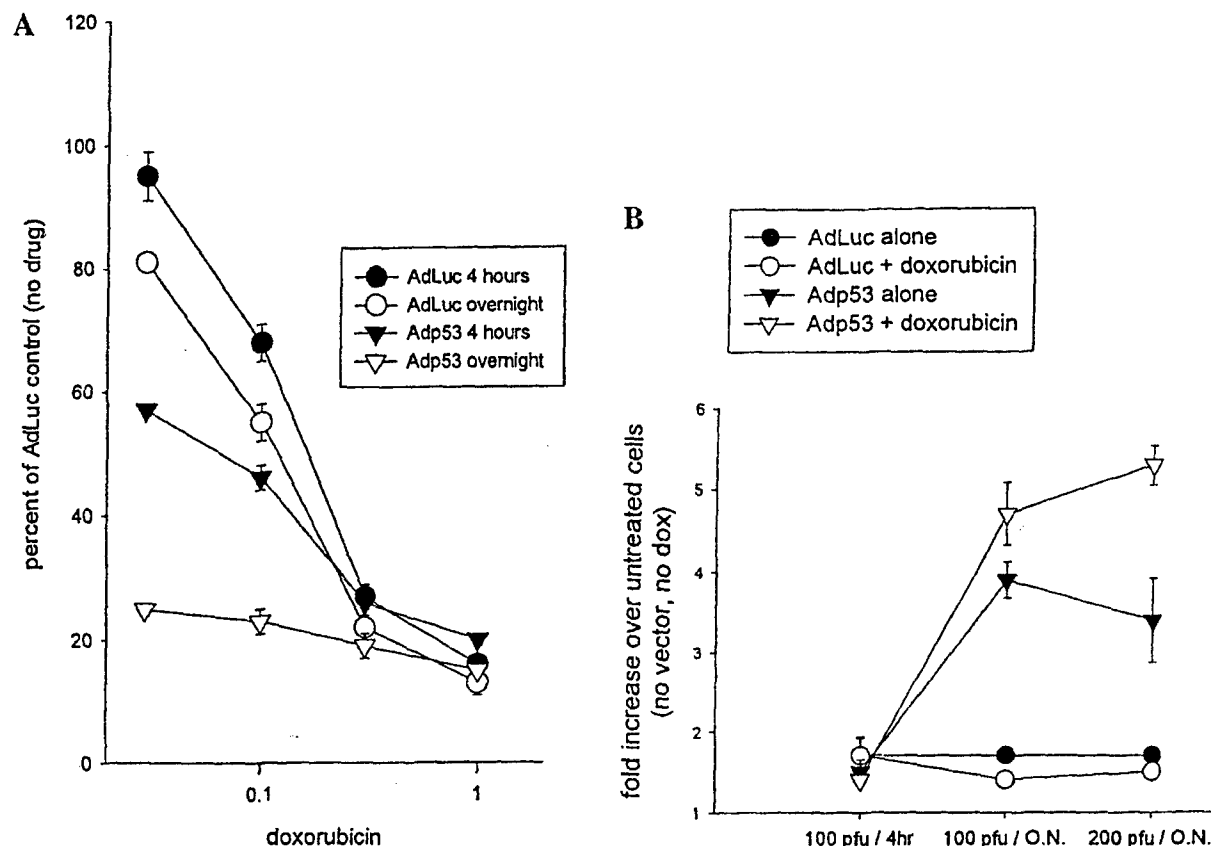 A
120
100
80
60
40
20
0
percent of AdLuc control (no drug)
0.1
1
doxorubicin
AdLuc 4 hours
AdLuc overnight
Adp53 4 hours
Adp53 overnight
B
AdLuc alone
AdLuc + doxorubicin
Adp53 alone
Adp53 + doxorubicin
6
5
4
3
2
1
fold increase over untreated cells
(no vector, no dox)
100 pfu / 4hr
100 pfu / O.N.
200 pfu / O.N.